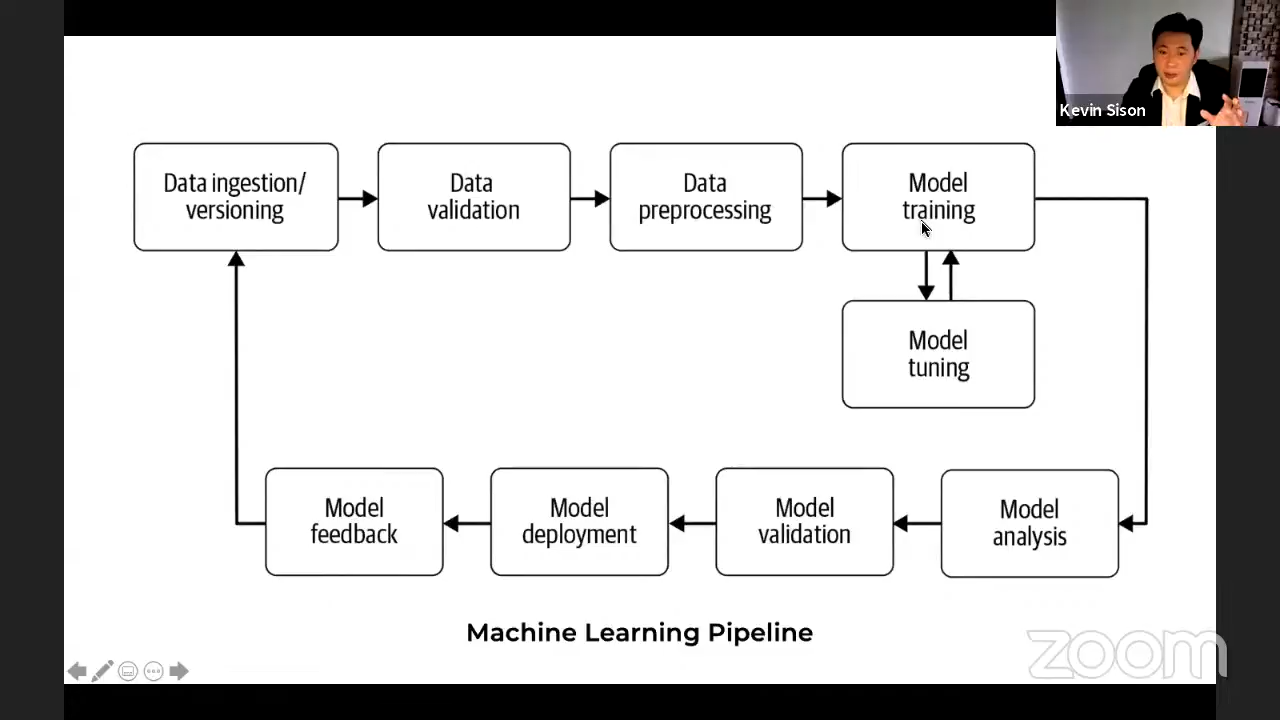 Kevin Sison
Data ingestion/
versioning
Data
validation
Data
preprocessing
Model
training
Model
tuning
Model
feedback
Model
deployment
Model
validation
Model
analysis
Machine Learning Pipeline
zoom